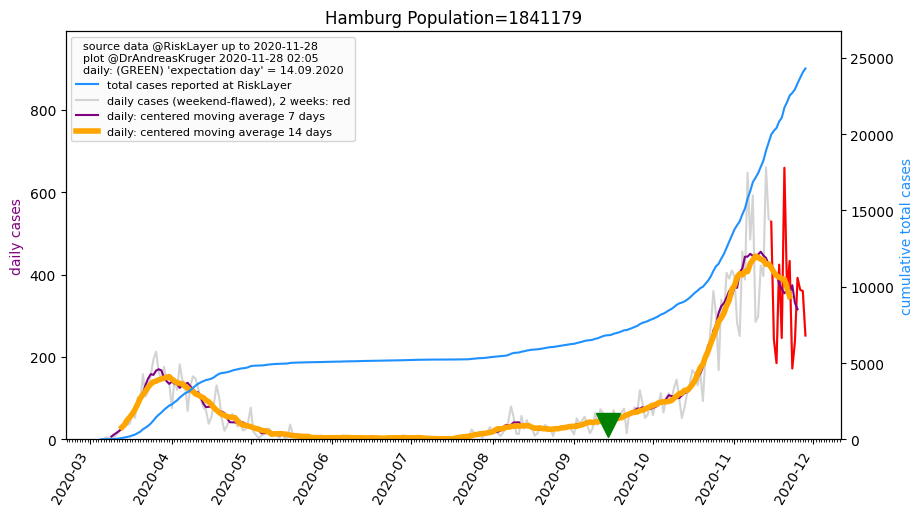 Hamburg Population=1841179
source data @RiskLayer up to 2020-11-28
plot @DrAndreasKruger 2020-11-28 02:05
daily: (GREEN) 'expectation day' = 14.09.2020
total cases reported at RiskLayer
daily cases (weekend-flawed), 2 weeks: red
daily: centered moving average 7 days
daily: centered moving average 14 days
daily cases
800
600
400
200
0
25000
20000
15000
10000
5000
0
cumulative total cases
2020-03
2020-04
2020-05
2020-06
2020-07
2020-08
2020-09
2020-10
2020-11
2020-12